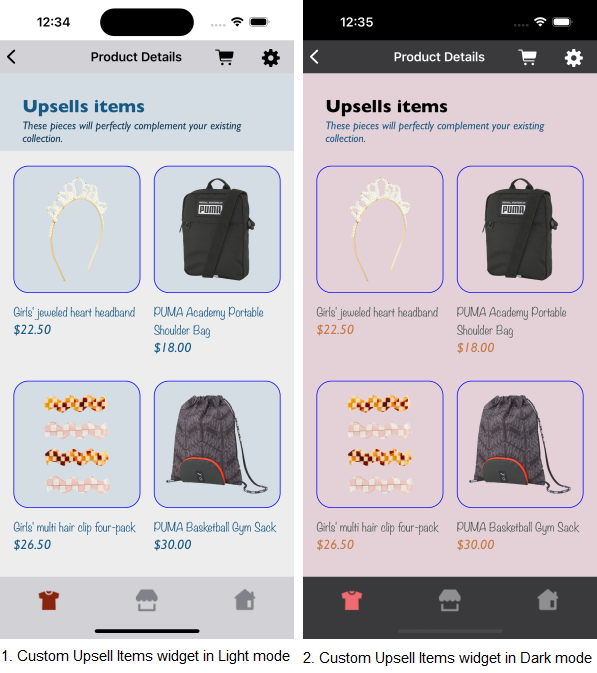 12:34
Product Details
Upsells items
These pieces will perfectly complement your existing
collection.
PUMA
Girls' jeweled heart headband
$22.50
PUMA Academy Portable
Shoulder Bag
$18.00
Girls' multi hair clip four-pack
$26.50
PUMA Basketball Gym Sack
$30.00
1. Custom Upsell Items widget in Light mode
12:35
Product Details
Upsells items
These pieces will perfectly complement your existing
collection.
PUMA
Girls' jeweled heart headband
$22.50
PUMA Academy Portable
Shoulder Bag
$18.00
Girls' multi hair clip four-pack
$26.50
PUMA Basketball Gym Sack
$30.00
2. Custom Upsell Items widget in Dark mode